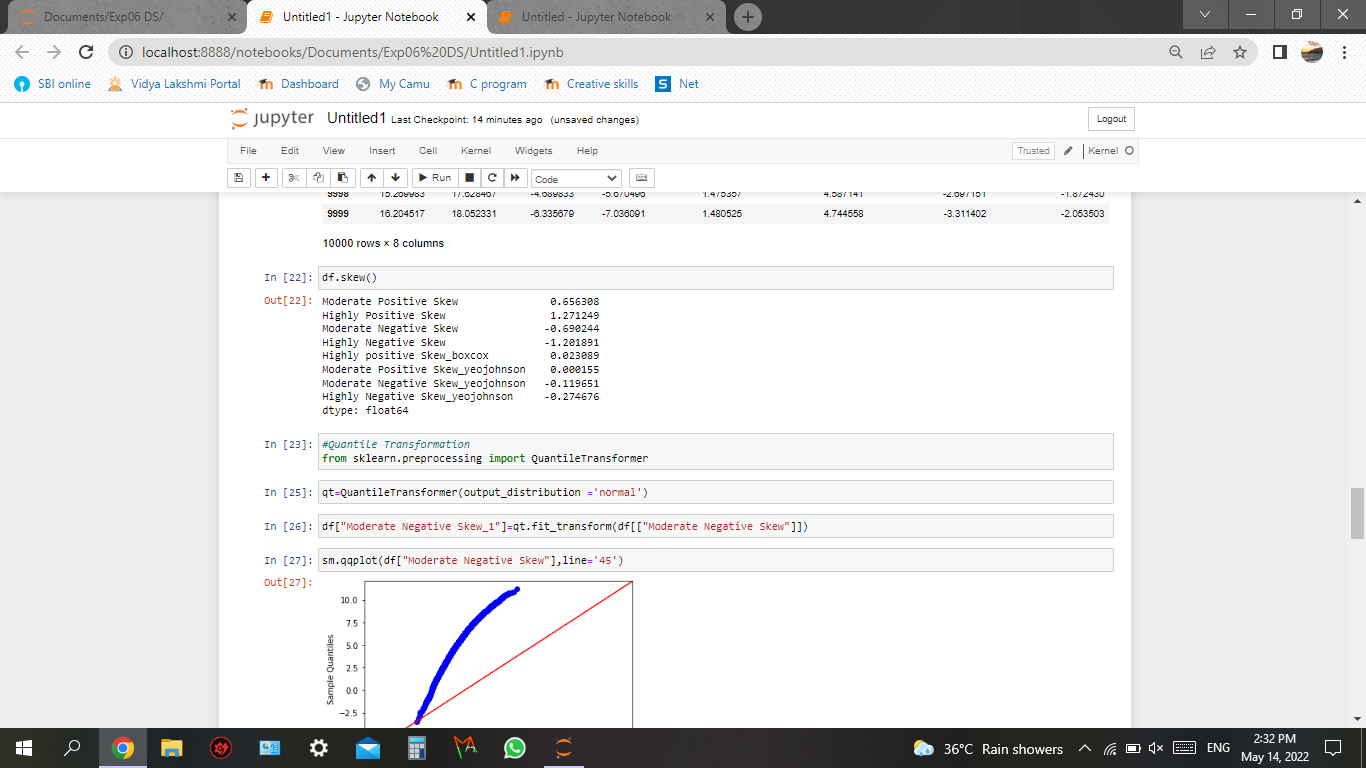 Documents/Exp06 DS/
Untitled1 - Jupyter Notebook
Untitled - Jupyter Notebook
localhost:8888/notebooks/Documents/Exp06%20DS/Untitled1.ipynb
SBI online
Vidya Lakshmi Portal
Dashboard
My Camu
C program
Creative skills
S Net
jupyter Untitled1 Last Checkpoint: 14 minutes ago (unsaved changes)
Logout
File Edit View Insert Cell Kernel Widgets Help
Trusted
Kernel
Run
Code
9998 15.269983 17.628467 -4.689833 -5.670496 1.475357 4.587141 -2.697151 -1.872430
9999 16.204517 18.052331 -6.335679 -7.036091 1.480525 4.744558 -3.311402 -2.053503
10000 rows × 8 columns
In [22]: df.skew()
Out[22]: Moderate Positive Skew 0.656308
Highly Positive Skew 1.271249
Moderate Negative Skew -0.690244
Highly Negative Skew -1.201891
Highly positive Skew_boxcox 0.023089
Moderate Positive Skew_yeojohnson 0.000155
Moderate Negative Skew_yeojohnson -0.119651
Highly Negative Skew_yeojohnson -0.274676
dtype: float64
In [23]: #Quantile Transformation
from sklearn.preprocessing import QuantileTransformer
In [25]: qt=QuantileTransformer(output_distribution ='normal')
In [26]: df["Moderate Negative Skew_1"]=qt.fit_transform(df[["Moderate Negative Skew"]])
In [27]: sm.qqplot(df["Moderate Negative Skew"],line='45')
Out[27]:
10.0
7.5
5.0
2.5
0.0
−2.5
Sample Quantiles
36°C Rain showers
ENG
2:32 PM
May 14, 2022